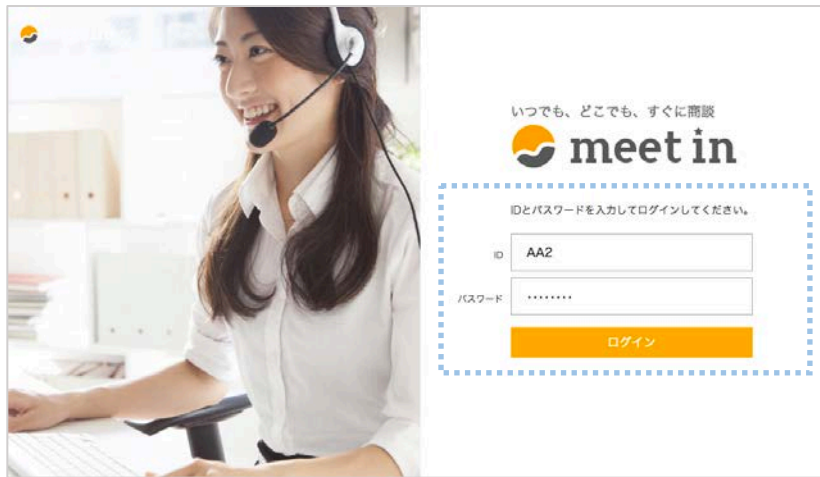 いつでも、どこでも、すぐに商談
meet in
IDとパスワードを入力してログインしてください。
ID
AA2
パスワード
········
ログイン